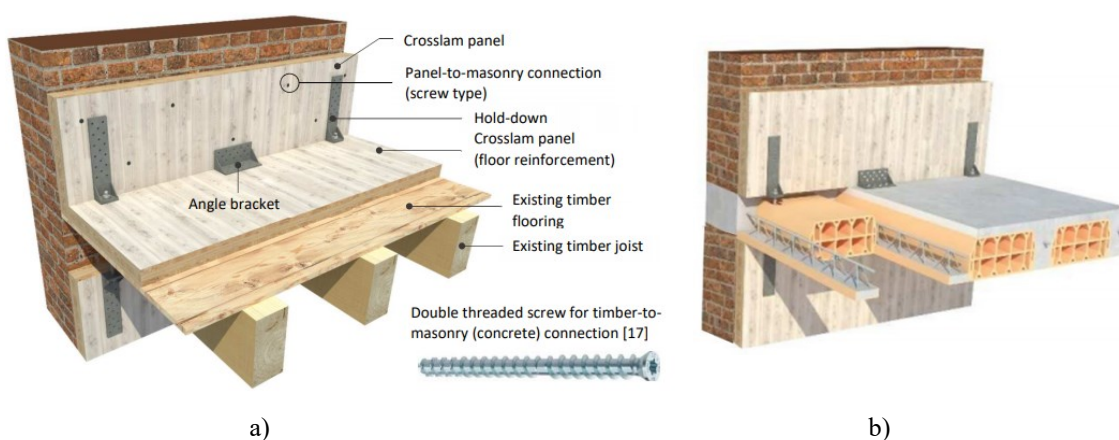 Crosslam panel
Panel-to-masonry connection
(screw type)
Hold-down
Crosslam panel
(floor reinforcement)
Angle bracket
Existing timber
flooring
Existing timber joist
Double threaded screw for timber-to-
masonry (concrete) connection [17]
a)
b)